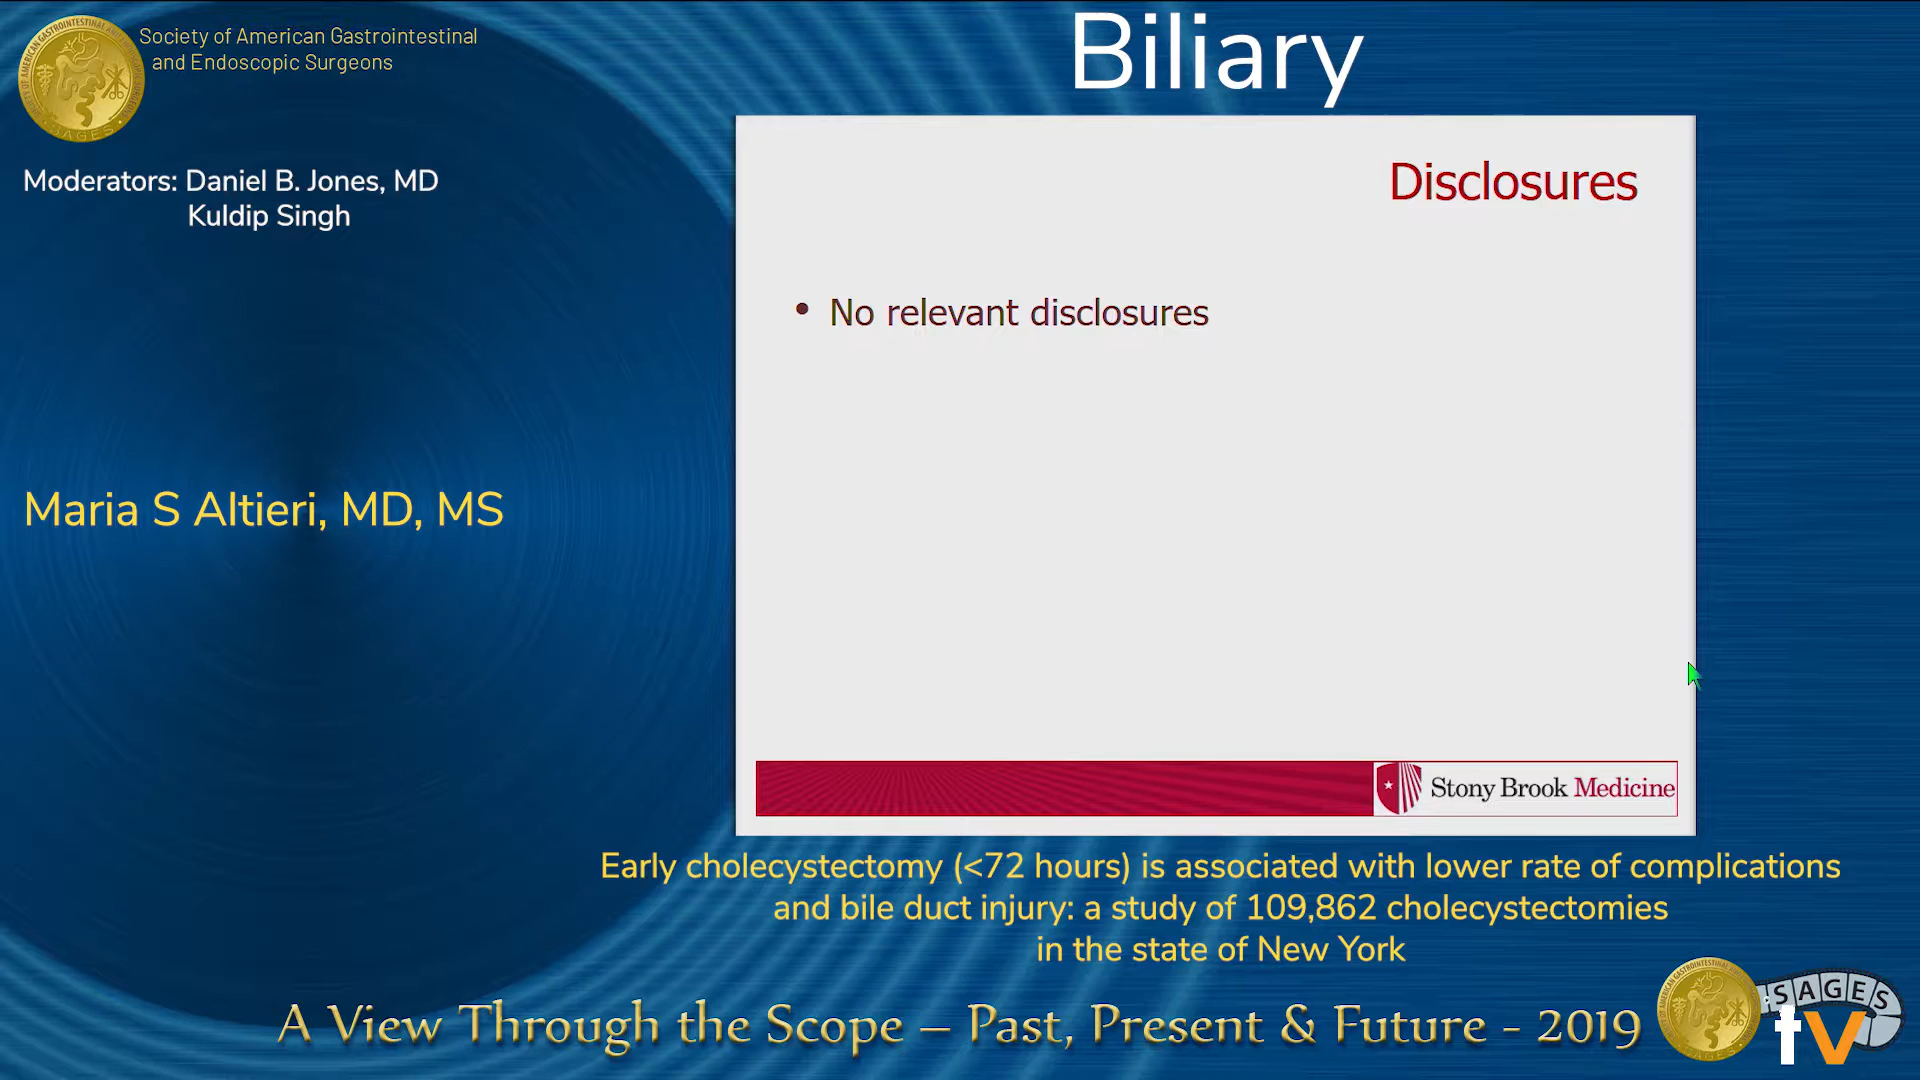 Society of American Gastrointestinal
and Endoscopic Surgeons
SAGES
Biliary
Moderators: Daniel B. Jones, MD
Kuldip Singh
Disclosures
• No relevant disclosures
Maria S Altieri, MD, MS
Stony Brook Medicine
Early cholecystectomy (<72 hours) is associated with lower rate of complications
and bile duct injury: a study of 109,862 cholecystectomies
in the state of New York
A View Through the Scope – Past, Present & Future - 2019
SAGES
tv